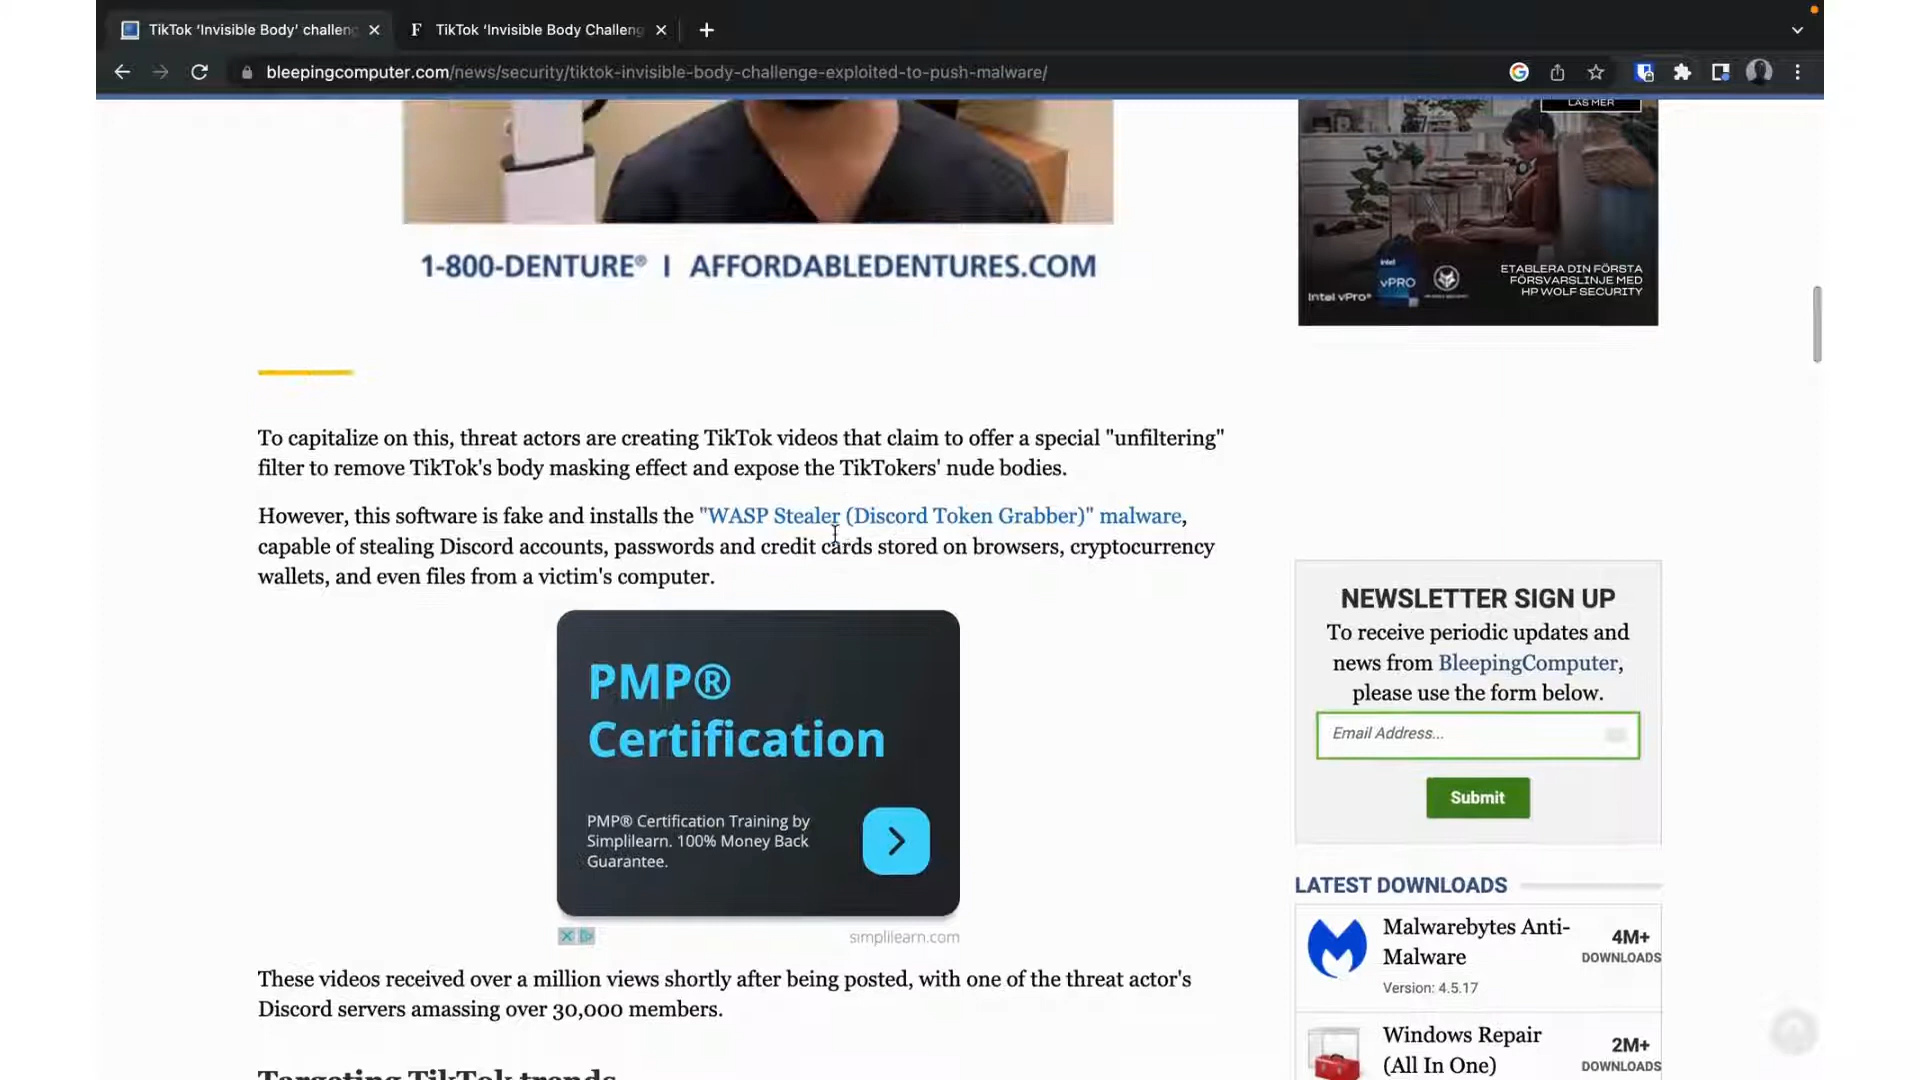 TikTok ‘Invisible Body’ challeng
TikTok ‘Invisible Body Challeng
bleepingcomputer.com/news/security/tiktok-invisible-body-challenge-exploited-to-push-malware/
LÄS MER
1-800-DENTURE® | AFFORDABLEDENTURES.COM
intel
vPRO
Intel vPro®
ETABLERA DIN FÖRSTA
FÖRSVARSLINJE MED
HP WOLF SECURITY
To capitalize on this, threat actors are creating TikTok videos that claim to offer a special "unfiltering"
filter to remove TikTok's body masking effect and expose the TikTokers' nude bodies.
However, this software is fake and installs the "WASP Stealer (Discord Token Grabber)" malware,
capable of stealing Discord accounts, passwords and credit cards stored on browsers, cryptocurrency
wallets, and even files from a victim's computer.
PMP®
Certification
PMP® Certification Training by
Simplilearn. 100% Money Back
Guarantee.
simplilearn.com
These videos received over a million views shortly after being posted, with one of the threat actor's
Discord servers amassing over 30,000 members.
Targeting TikTok trends
NEWSLETTER SIGN UP
To receive periodic updates and
news from BleepingComputer,
please use the form below.
Email Address...
Submit
LATEST DOWNLOADS
Malwarebytes Anti-
Malware
Version: 4.5.17
4M+
DOWNLOADS
Windows Repair
(All In One)
2M+
DOWNLOADS